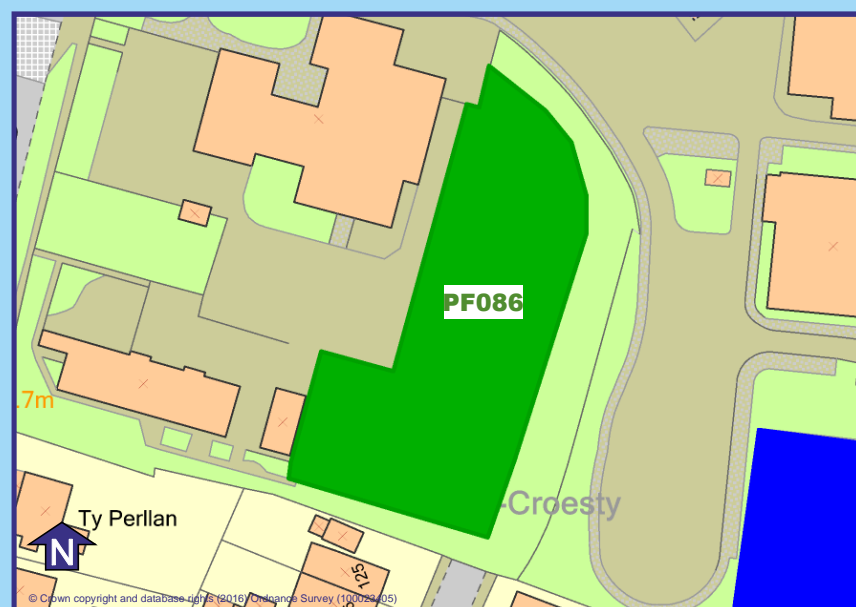 PF086
.7m
-Croesty
Ty Perllan
N
125
© Crown copyright and database rights (2016) Ordnance Survey (100023405)